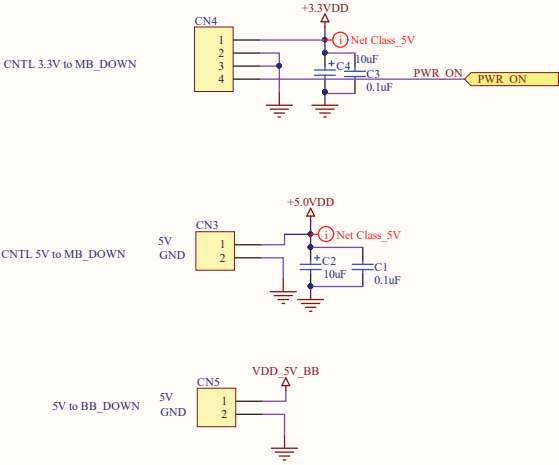 +3.3VDD
CN4
1
2
3
4
Net Class_5V
CNTL 3.3V to MB_DOWN
C4
10uF
C3
0.1uF
PWR_ON
PWR_ON
+5.0VDD
CN3
5V
GND
1
2
Net Class_5V
CNTL 5V to MB_DOWN
C2
10uF
C1
0.1uF
VDD_5V_BB
CN5
5V
GND
1
2
5V to BB_DOWN